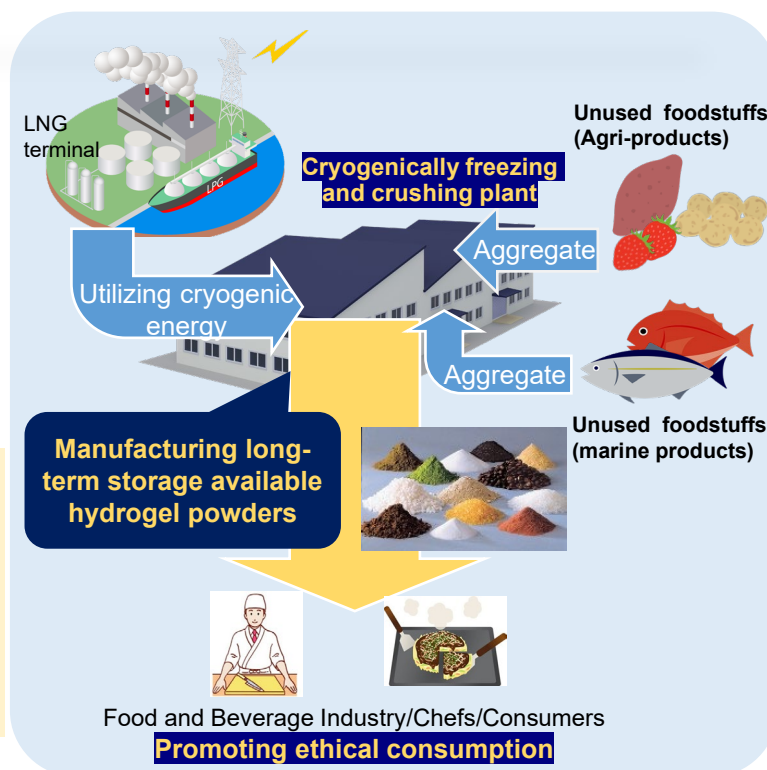 LNG
terminal
LPG
Unused foodstuffs
(Agri-products)
Cryogenically freezing
and crushing plant
Aggregate
Utilizing cryogenic
energy
Aggregate
Unused foodstuffs
(marine products)
Manufacturing long-
term storage available
hydrogel powders
Food and Beverage Industry/Chefs/Consumers
Promoting ethical consumption